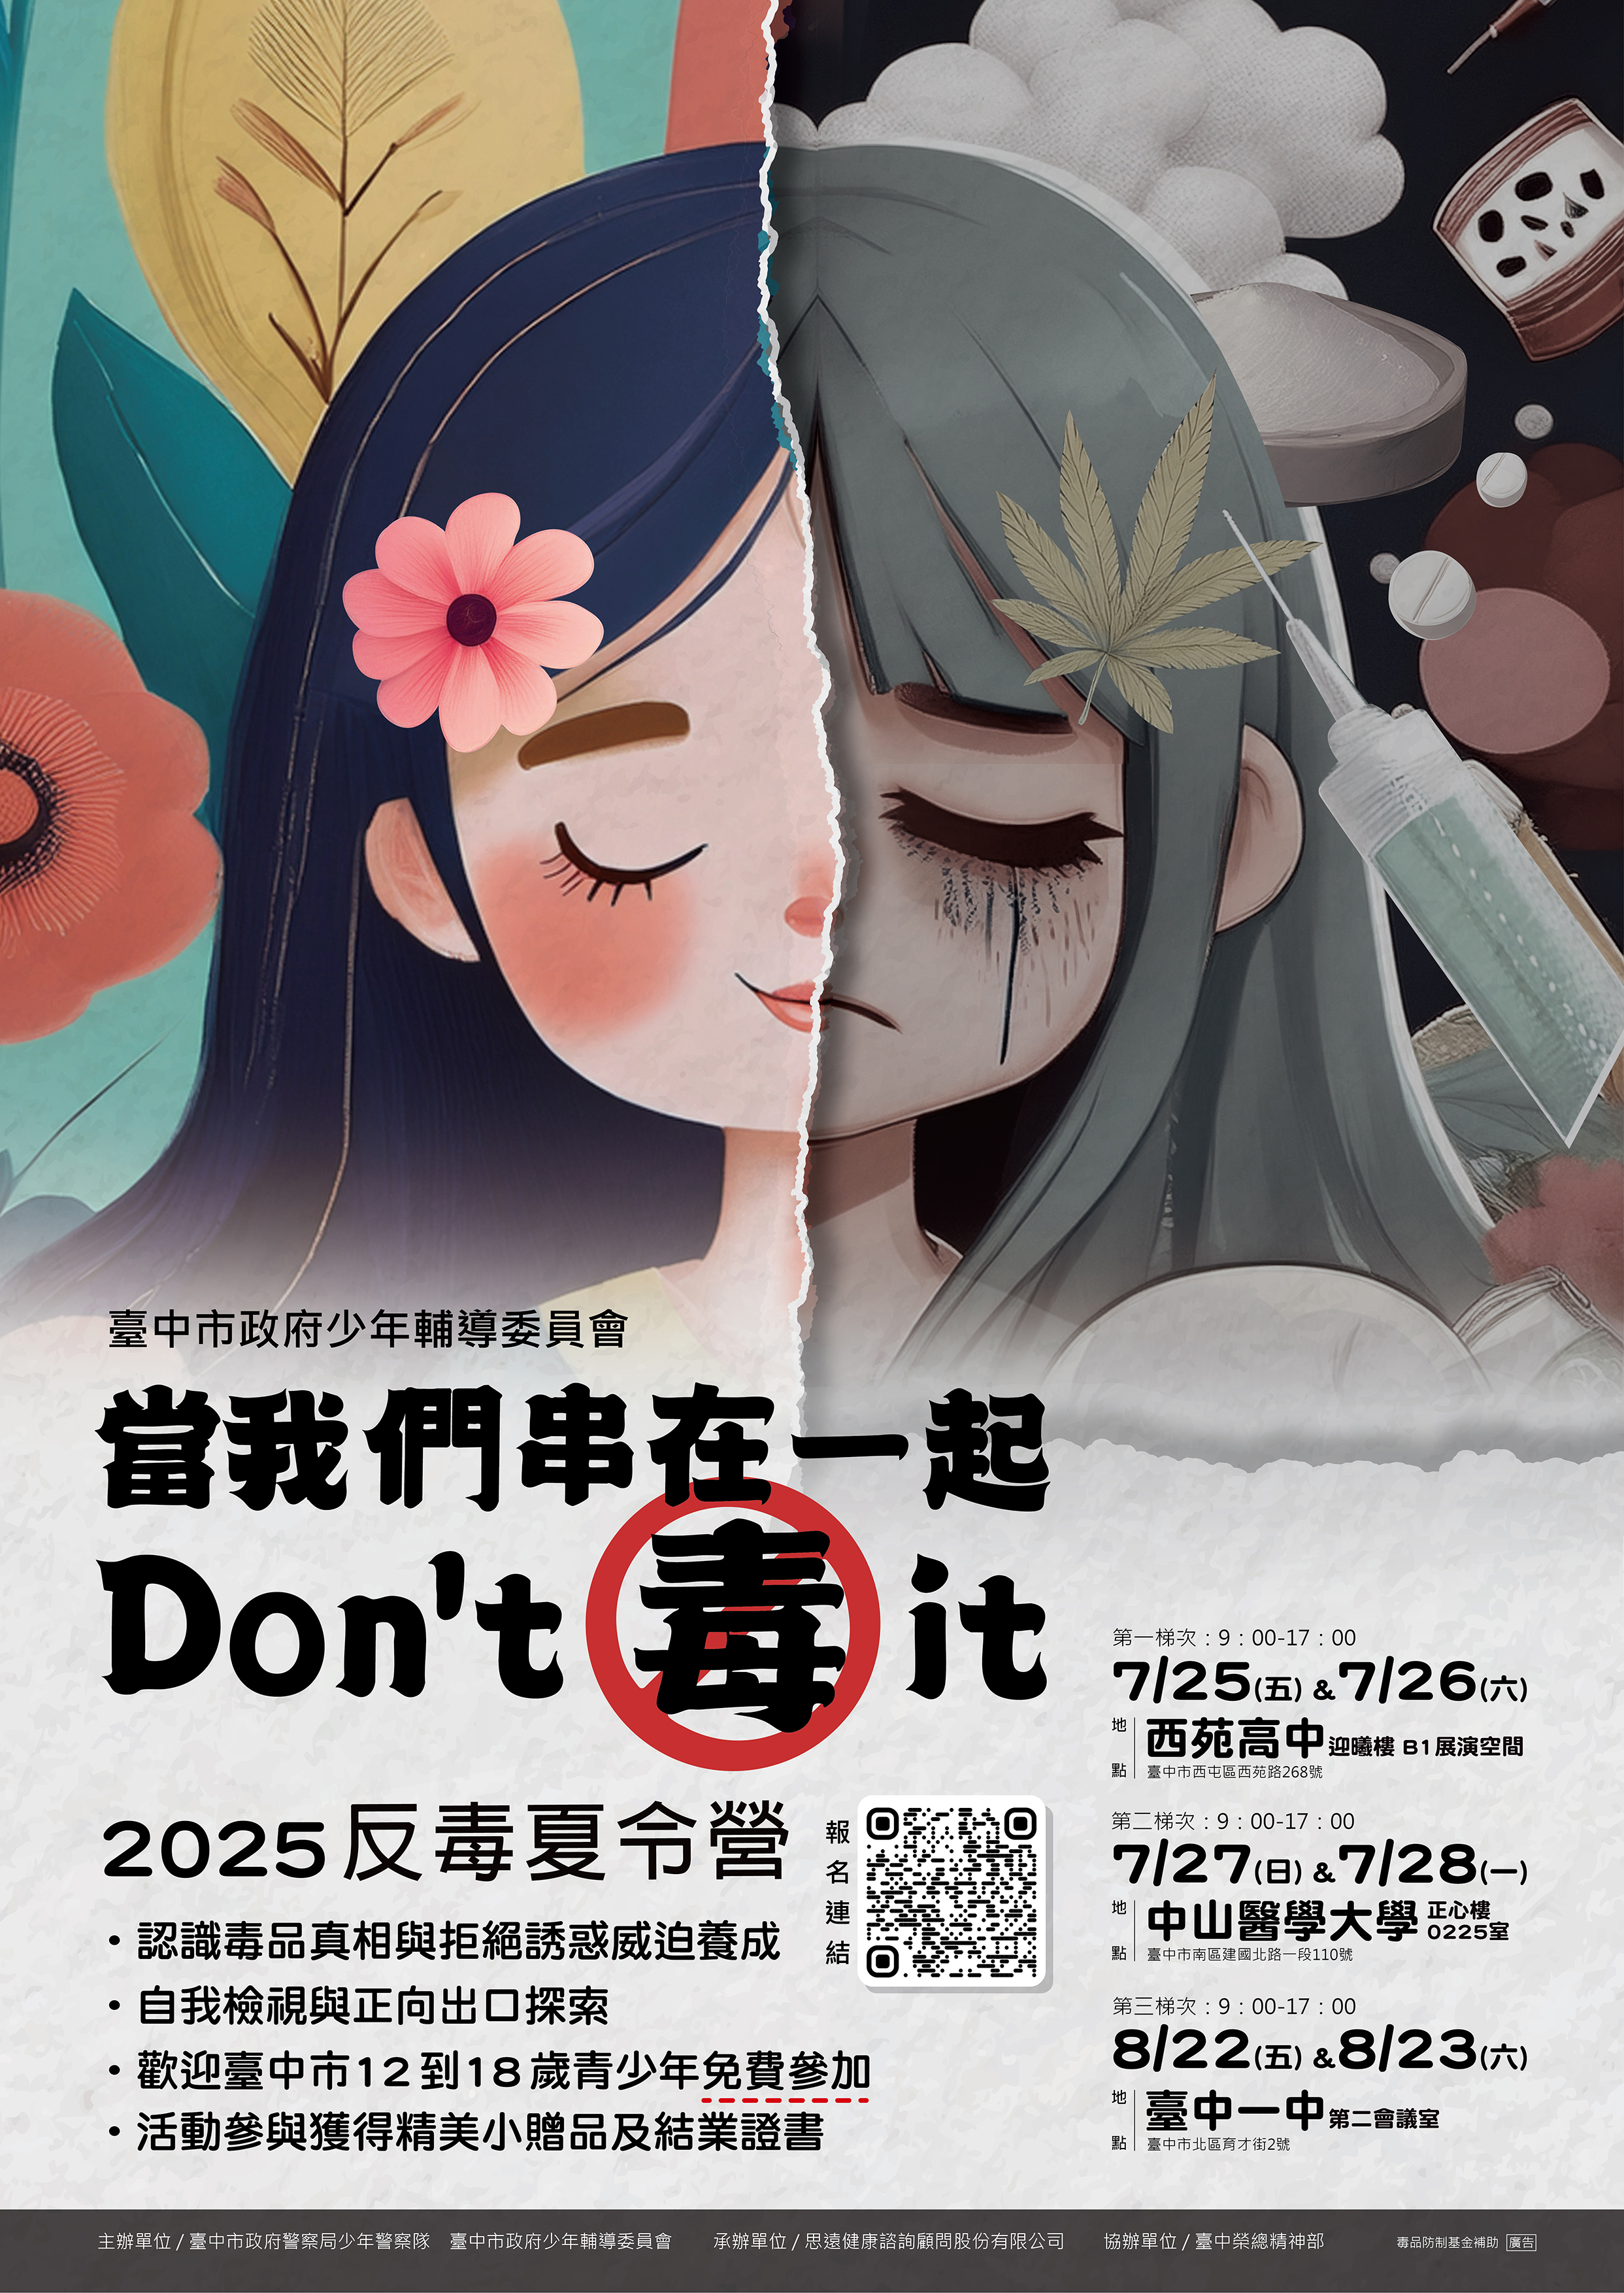 臺中市政府少年輔導委員會
當我們串在一起
Don't 毒 it
2025反毒夏令營
報名連結
・認識毒品真相與拒絕誘惑威迫養成
・自我檢視與正向出口探索
・歡迎臺中市12到18歲青少年免費參加
・活動參與獲得精美小贈品及結業證書
第一梯次：9：00-17：00
7/25(五) &7/26(六)
地點 西苑高中迎曦樓 B1展演空間
臺中市西屯區西苑路268號
第二梯次：9：00-17：00
7/27(日) &7/28(一)
地點 中山醫學大學 正心樓 0225室
臺中市南區建國北路一段110號
第三梯次：9：00-17：00
8/22(五) &8/23(六)
地點 臺中一中第二會議室
臺中市北區育才街2號
主辦單位 / 臺中市政府警察局少年警察隊 臺中市政府少年輔導委員會 承辦單位 / 思遠健康諮詢顧問股份有限公司 協辦單位 / 臺中榮總精神部 毒品防制基金補助 廣告